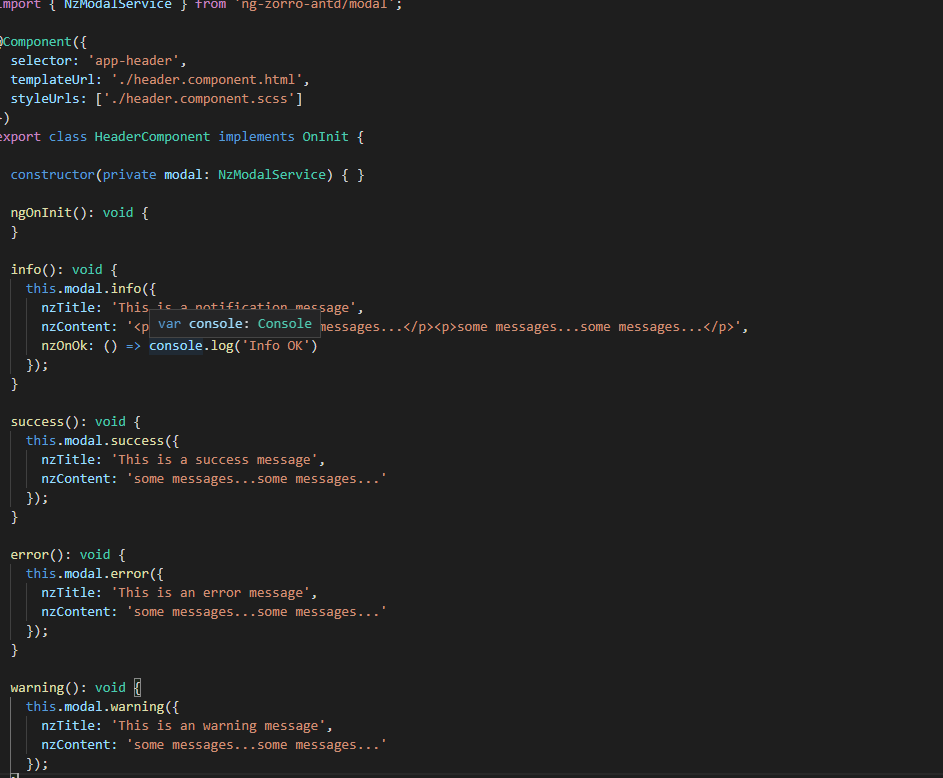 import { NzModalService } from 'ng-zorro-antd/modal';
@Component({
selector: 'app-header',
templateUrl: './header.component.html',
styleUrls: ['./header.component.scss']
})
export class HeaderComponent implements OnInit {
constructor(private modal: NzModalService) { }
ngOnInit(): void {
}
info(): void {
this.modal.info({
nzTitle: 'This is a notification message',
nzContent: '<p
var console: Console
messages...</p><p>some messages...some messages...</p>',
nzOnOk: () => console.log('Info OK')
});
}
success(): void {
this.modal.success({
nzTitle: 'This is a success message',
nzContent: 'some messages...some messages...'
});
}
error(): void {
this.modal.error({
nzTitle: 'This is an error message',
nzContent: 'some messages...some messages...'
});
}
warning(): void {
this.modal.warning({
nzTitle: 'This is an warning message',
nzContent: 'some messages...some messages...'
});